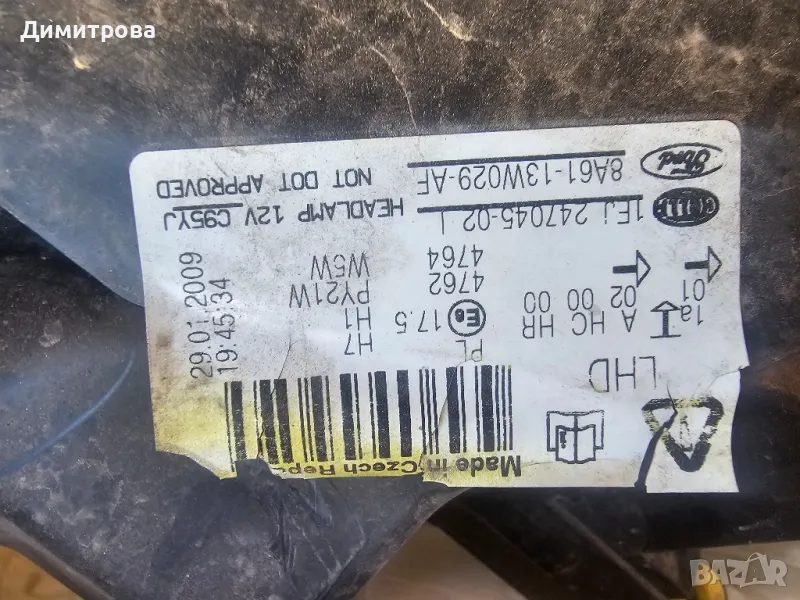 Димитрова
Ford
8A61-13W029-AF
NOT DOT APPROVED
1EJ 247045-02 L
HEADLAMP 12V C95YJ
4762
4764
W5W
PY21W
H1
H7
29.01.2009
19:45:34
01
1a
A HC HR
02 00 00
E8
17.5
PL
LHD
Made in
Czech Rep
BAZAR